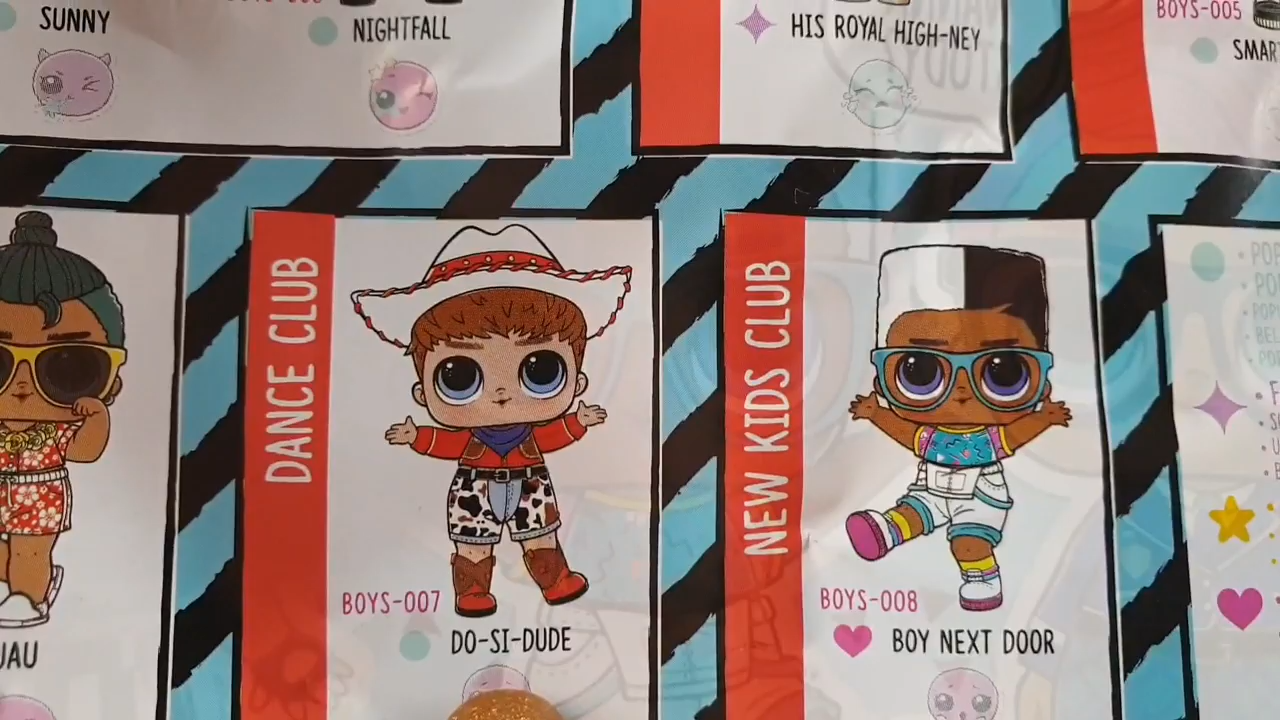 SUNNY
NIGHTFALL
HIS ROYAL HIGH-NEY
BOYS-005
DANCE CLUB
BOYS-007
DO-SI-DUDE
NEW KIDS CLUB
BOYS-008
BOY NEXT DOOR